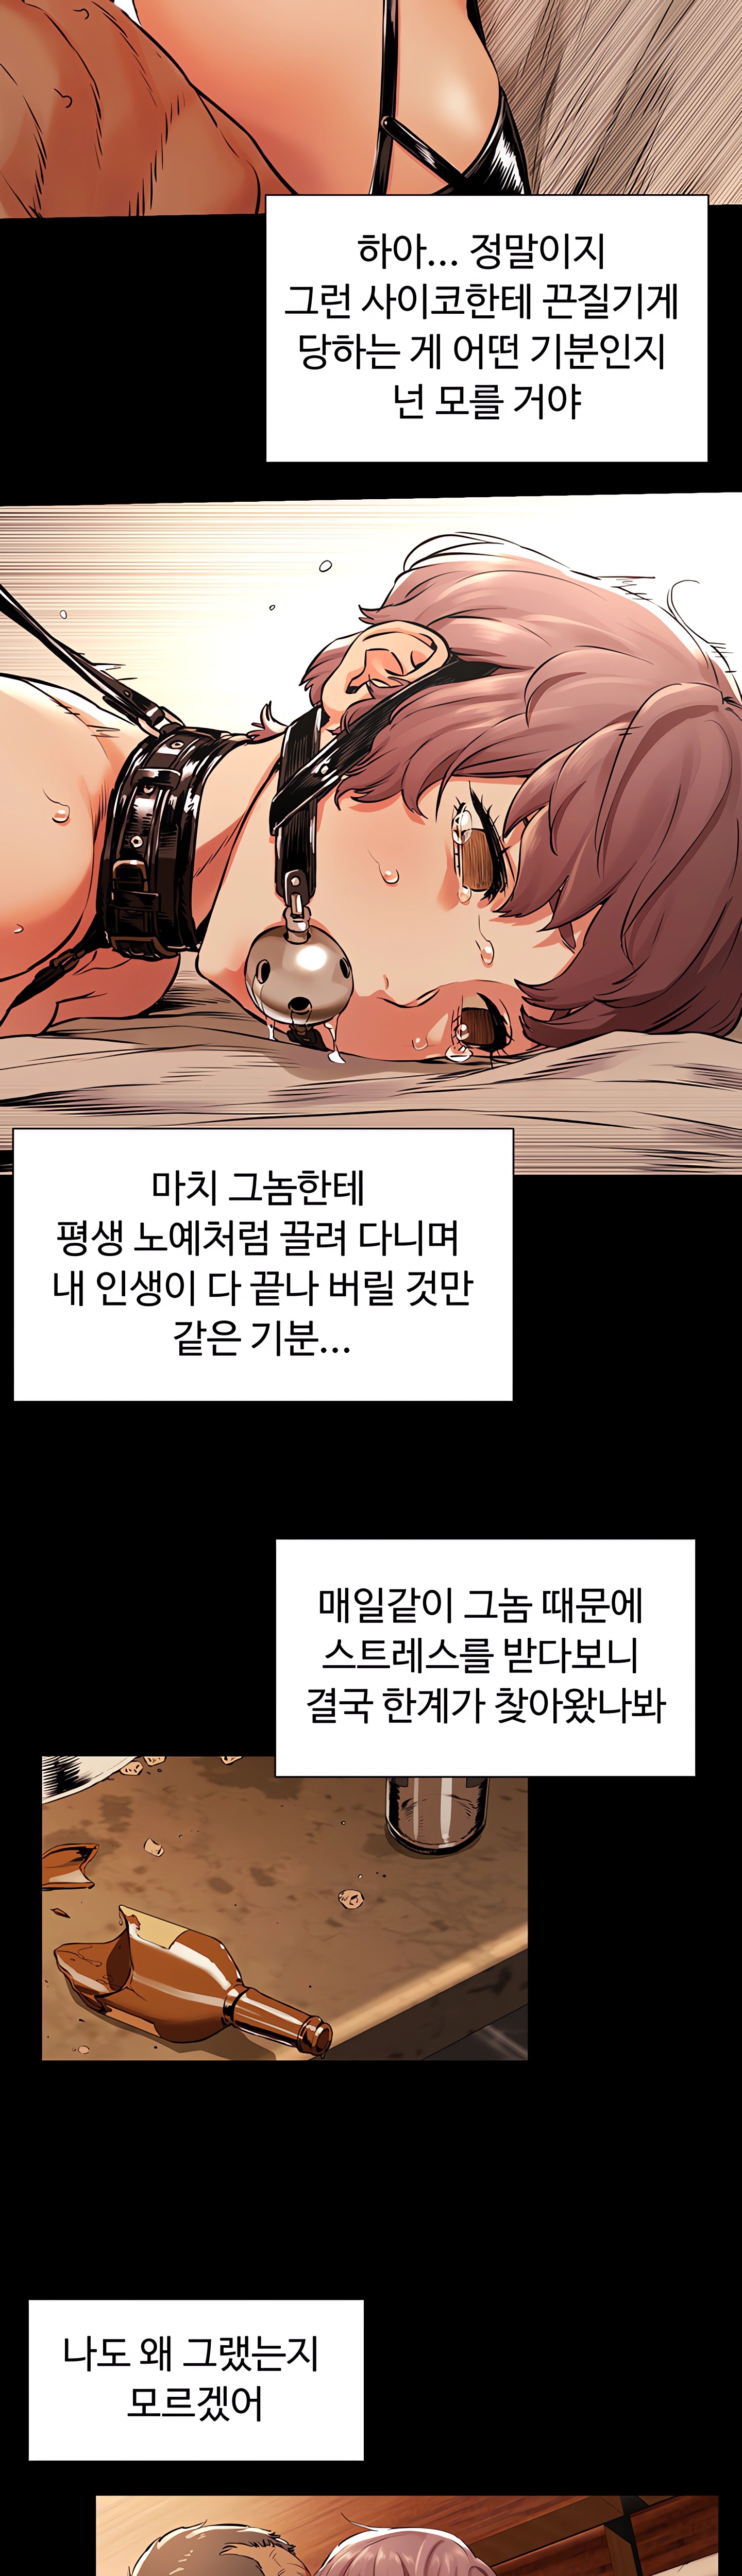 하아... 정말이지
그런 사이코한테 끈질기게
당하는 게 어떤 기분인지
넌 모를 거야
마치 그놈한테
평생 노예처럼 끌려 다니며
내 인생이 다 끝나 버릴 것만
같은 기분...
매일같이 그놈 때문에
스트레스를 받다보니
결국 한계가 찾아왔나봐
나도 왜 그랬는지
모르겠어